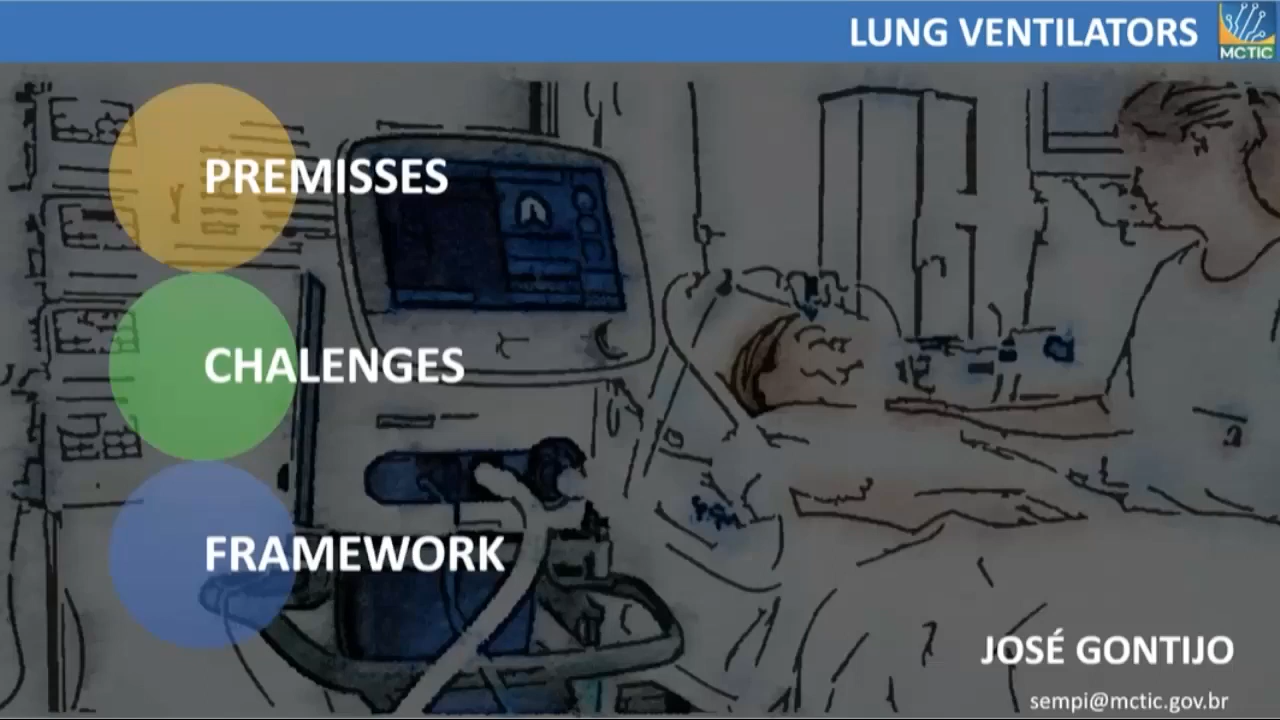 LUNG VENTILATORS
MCTIC
PREMISSES
CHALENGES
FRAMEWORK
JOSÉ GONTIJO
sempi@mctic.gov.br